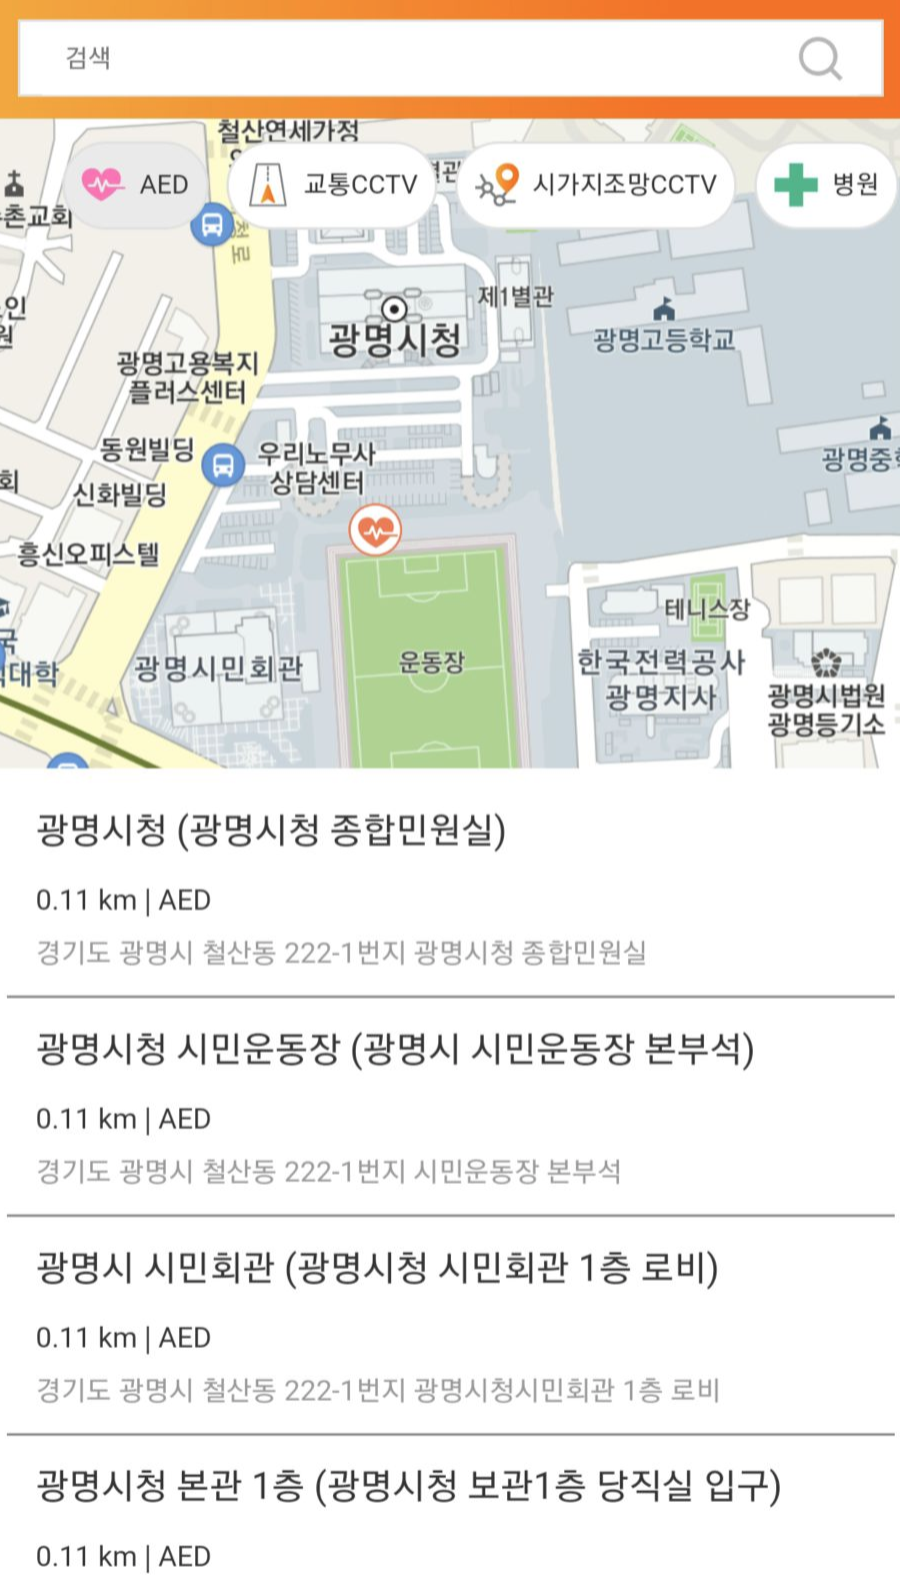 검색
철산연세가정
AED
교통CCTV
시가지조망CCTV
병원
촌교회
제1별관
광명시청
광명고등학교
광명고용복지
플러스센터
동원빌딩
우리노무사
상담센터
신화빌딩
흥신오피스텔
테니스장
광명시민회관
운동장
한국전력공사
광명지사
광명시법원
광명등기소
광명시청 (광명시청 종합민원실)
0.11 km | AED
경기도 광명시 철산동 222-1번지 광명시청 종합민원실
광명시청 시민운동장 (광명시 시민운동장 본부석)
0.11 km | AED
경기도 광명시 철산동 222-1번지 시민운동장 본부석
광명시 시민회관 (광명시청 시민회관 1층 로비)
0.11 km | AED
경기도 광명시 철산동 222-1번지 광명시청시민회관 1층 로비
광명시청 본관 1층 (광명시청 보관1층 당직실 입구)
0.11 km | AED